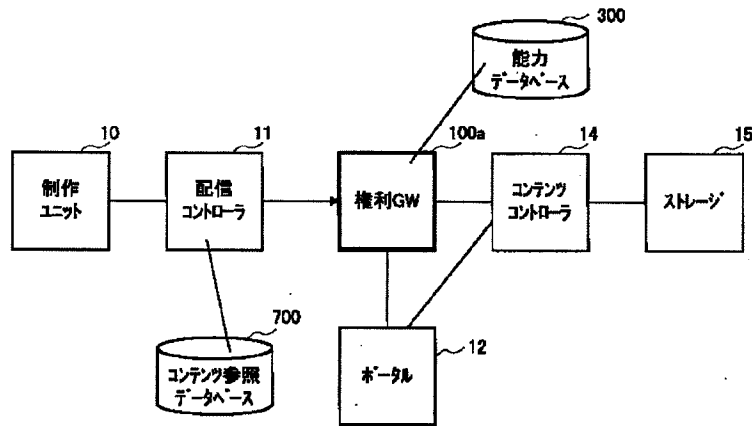 300
能力
データベース
10
11
100a
14
15
制作
ユニット
配信
コントローラ
権利GW
コンテンツ
コントローラ
ストレージ
700
コンテンツ参照
データベース
12
ポータル